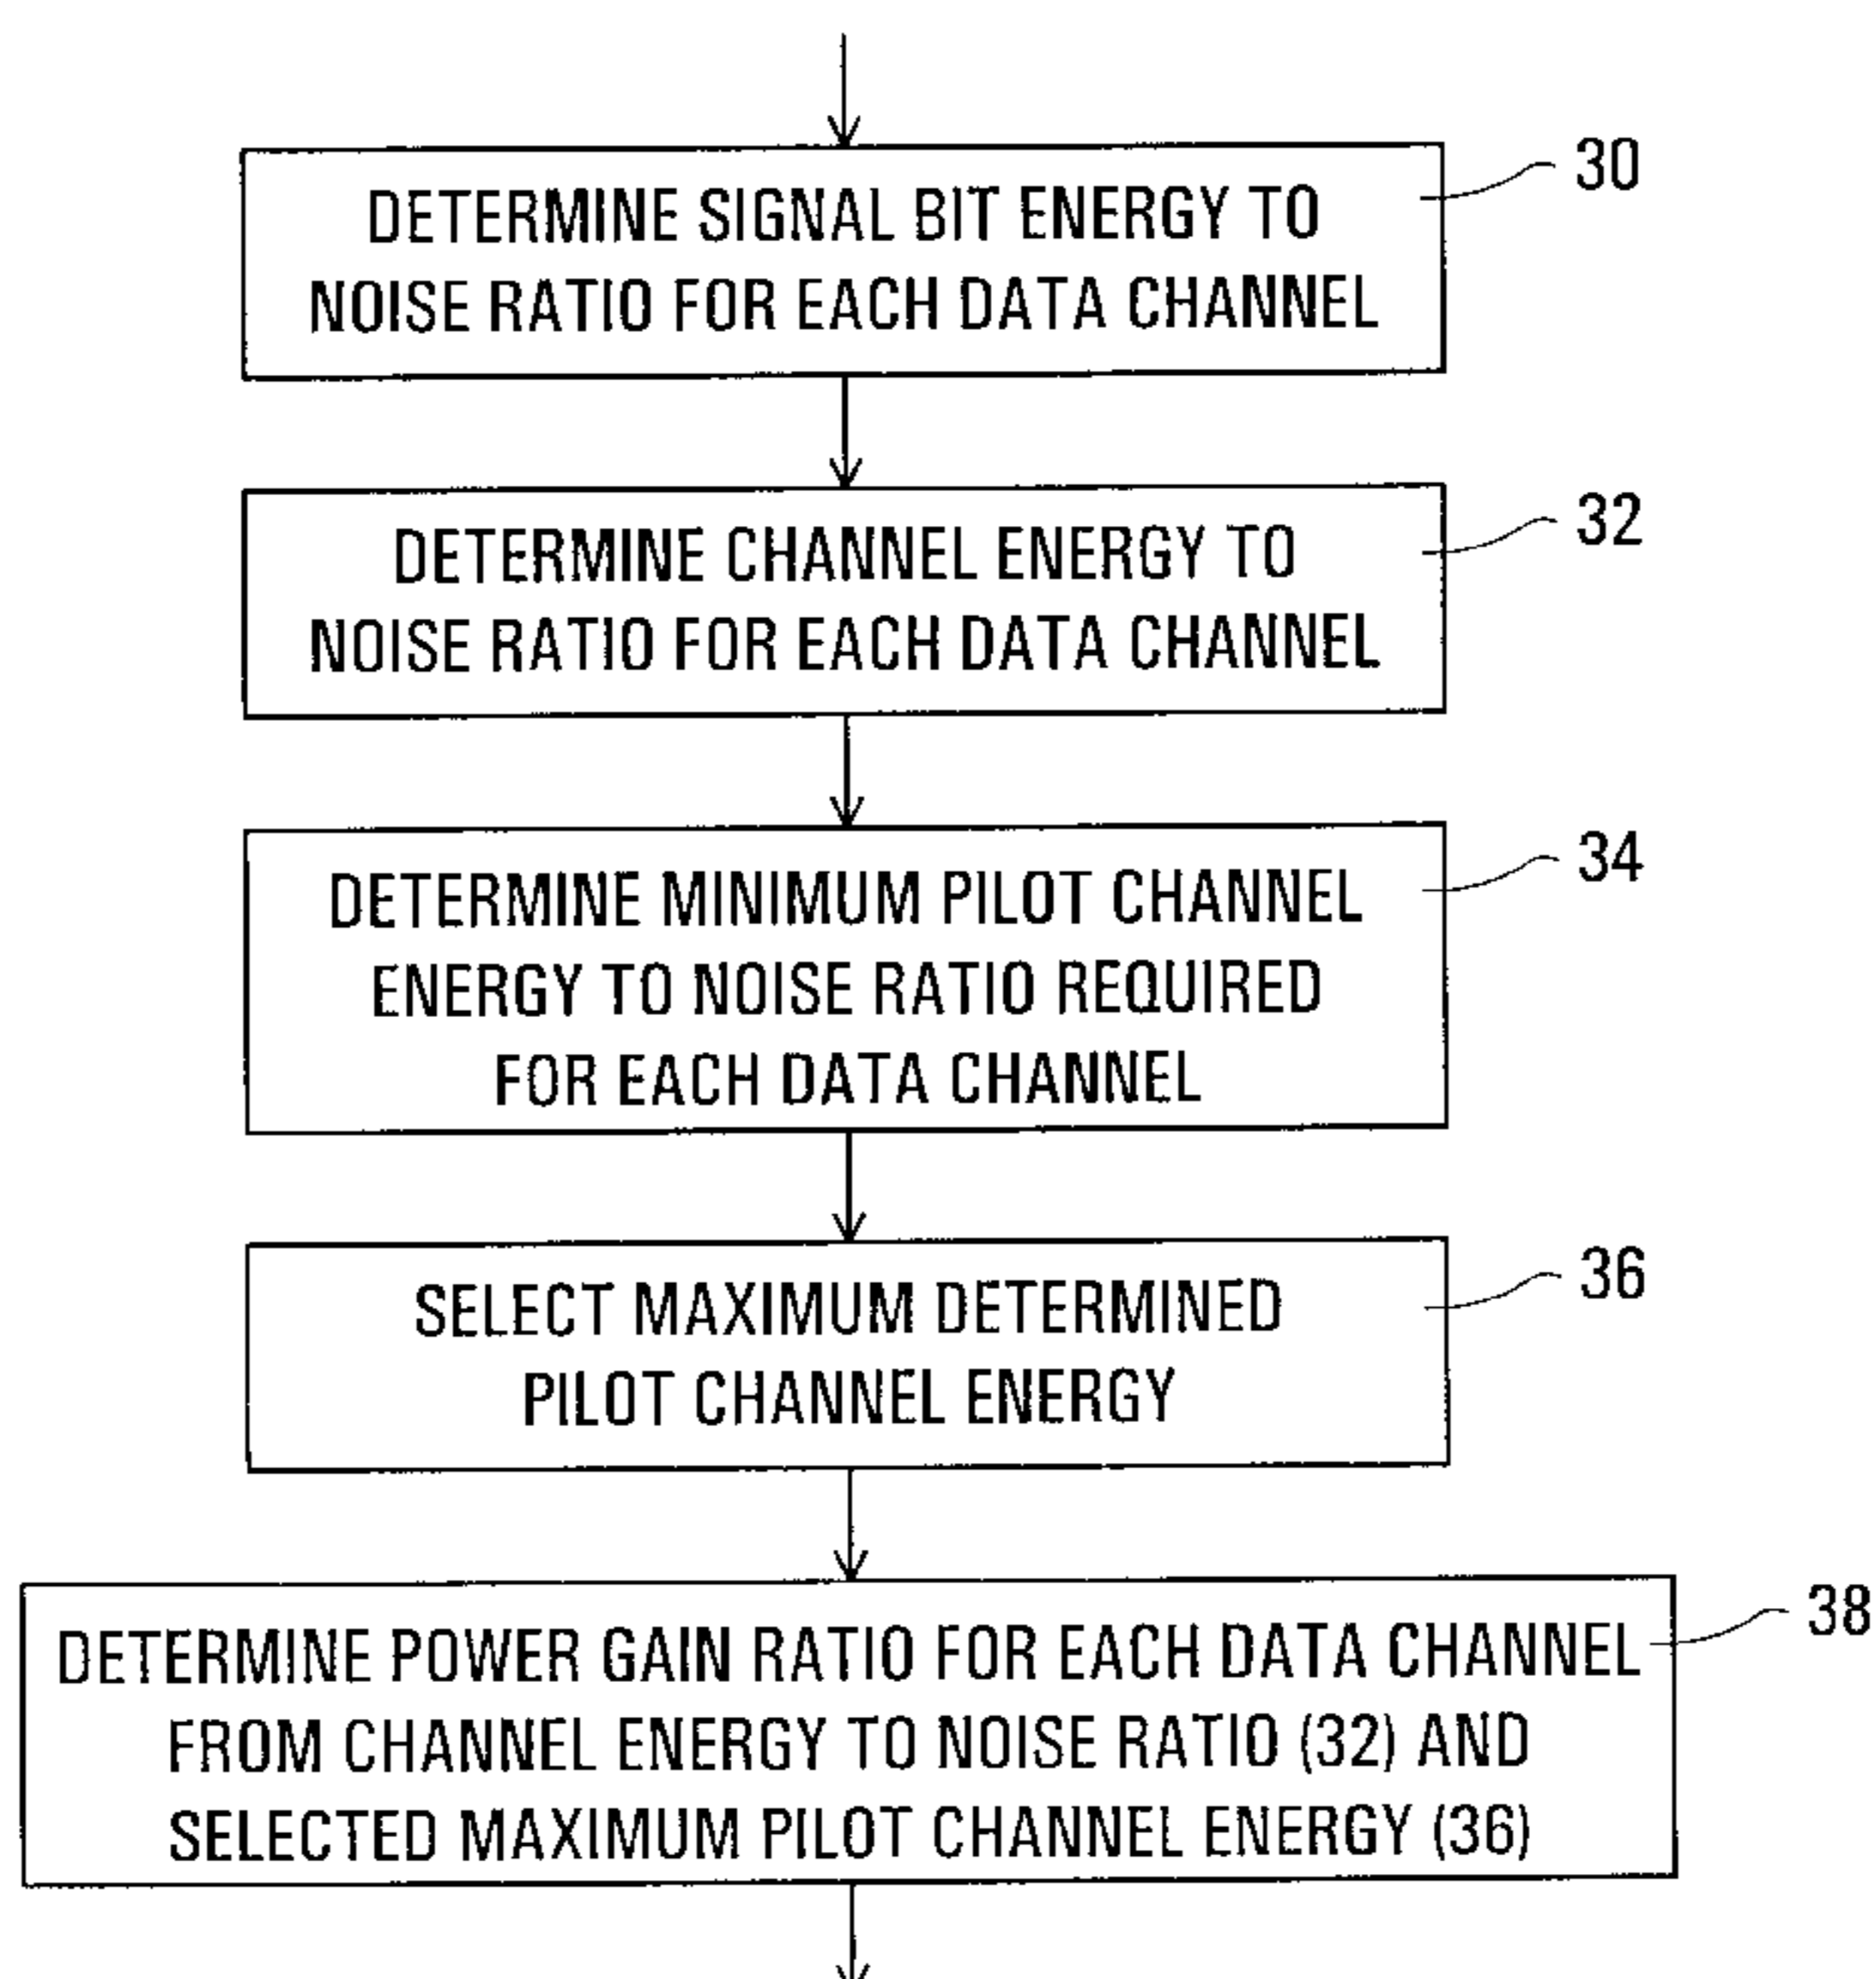 DETERMINE SIGNAL BIT ENERGY TO
NOISE RATIO FOR EACH DATA CHANNEL
30
DETERMINE CHANNEL ENERGY TO
NOISE RATIO FOR EACH DATA CHANNEL
32
DETERMINE MINIMUM PILOT CHANNEL
ENERGY TO NOISE RATIO REQUIRED
FOR EACH DATA CHANNEL
34
SELECT MAXIMUM DETERMINED
PILOT CHANNEL ENERGY
36
DETERMINE POWER GAIN RATIO FOR EACH DATA CHANNEL
FROM CHANNEL ENERGY TO NOISE RATIO (32) AND
SELECTED MAXIMUM PILOT CHANNEL ENERGY (36)
38